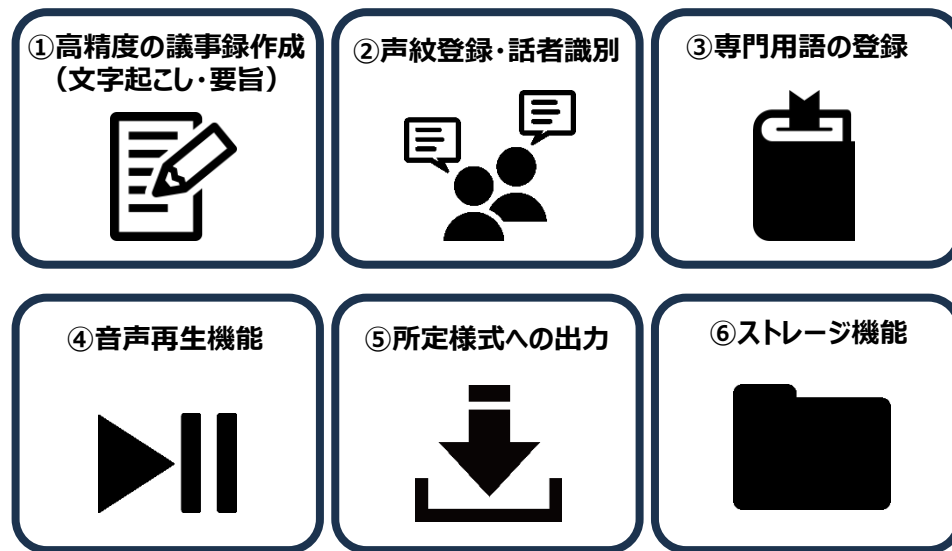 ①高精度の議事録作成
（文字起こし・要旨）
②声紋登録・話者識別
③専門用語の登録
④音声再生機能
⑤所定様式への出力
⑥ストレージ機能